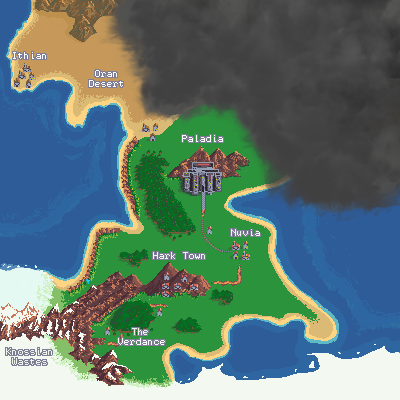 Ithian
Oran
Desert
Paladia
Nuvia
Hark Town
The
Verdance
Knossian
Wastes